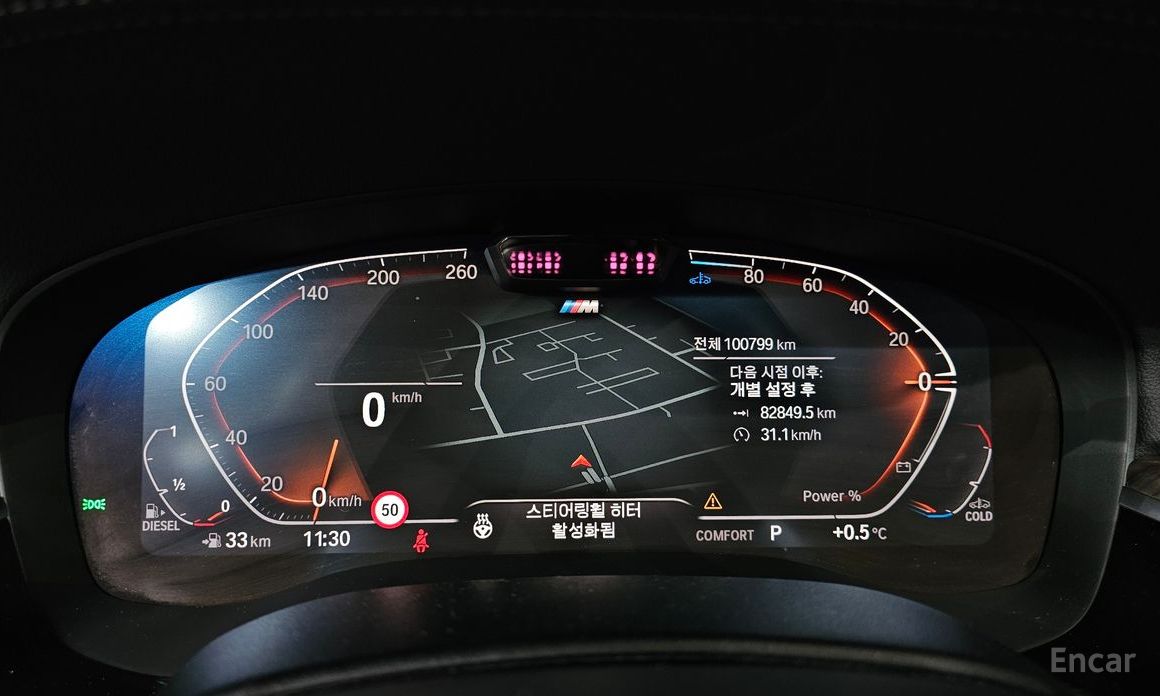 260
200
140
100
60
40
20
0 km/h
0 km/h
50
1
½
0
DIESEL
33 km
11:30
M
80
60
40
20
0
전체 100799 km
다음 시점 이후:
개별 설정 후
82849.5 km
31.1 km/h
Power %
스티어링휠 히터
활성화됨
COMFORT P
+0.5 °C
COLD
Encar